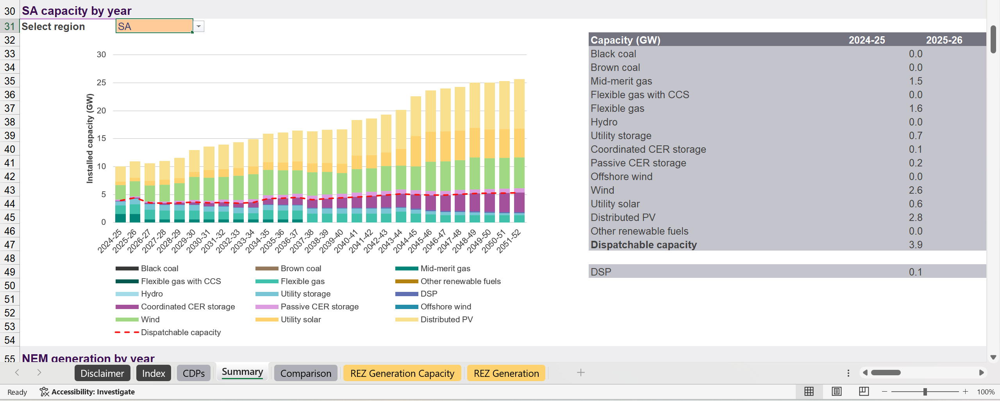 30 SA capacity by year
31 Select region SA
32 Capacity (GW) 2024-25 2025-26
33 Black coal 0.0
34 Brown coal 0.0
35 Mid-merit gas 1.5
36 Flexible gas with CCS 0.0
37 Flexible gas 1.6
38 Hydro 0.0
39 Utility storage 0.7
40 Coordinated CER storage 0.1
41 Passive CER storage 0.2
42 Offshore wind 0.0
43 Wind 2.6
44 Utility solar 0.6
45 Distributed PV 2.8
46 Other renewable fuels 0.0
47 Dispatchable capacity 3.9
48
49 DSP 0.1
50
51
52
53
54
Installed capacity (GW)
30
25
20
15
10
5
0
2024-25 2025-26 2026-27 2027-28 2028-29 2029-30 2030-31 2031-32 2032-33 2033-34 2034-35 2035-36 2036-37 2037-38 2038-39 2039-40 2040-41 2041-42 2042-43 2043-44 2044-45 2045-46 2046-47 2047-48 2048-49 2049-50 2050-51 2051-52
Black coal Brown coal Mid-merit gas
Flexible gas with CCS Flexible gas Other renewable fuels
Hydro Utility storage DSP
Coordinated CER storage Passive CER storage Offshore wind
Wind Utility solar Distributed PV
Dispatchable capacity
55 NEM generation by year
Disclaimer Index CDPs Summary Comparison REZ Generation Capacity REZ Generation
Ready Accessibility: Investigate 100%